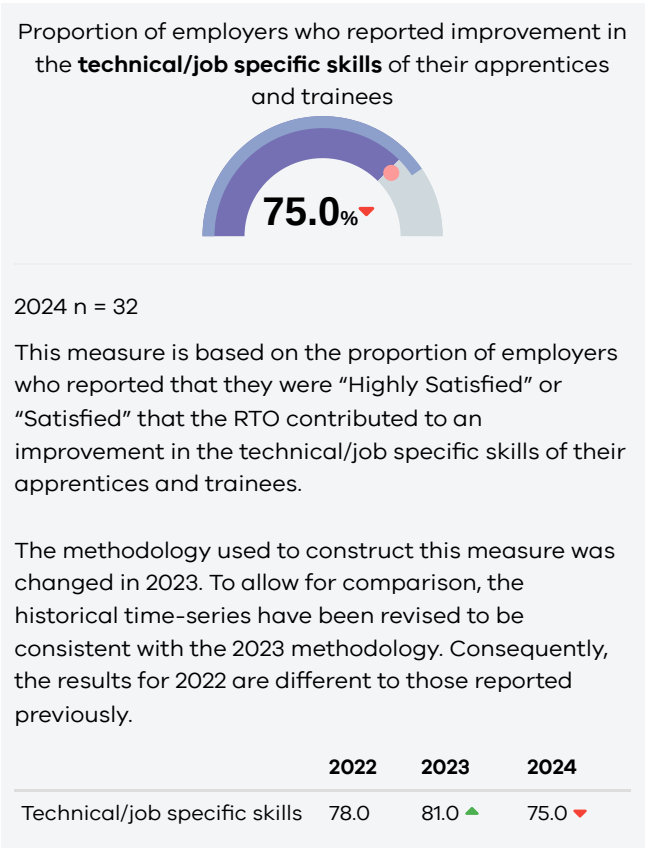 Proportion of employers who reported improvement in
the technical/job specific skills of their apprentices
and trainees
75.0%
2024 n = 32
This measure is based on the proportion of employers
who reported that they were “Highly Satisfied” or
“Satisfied” that the RTO contributed to an
improvement in the technical/job specific skills of their
apprentices and trainees.
The methodology used to construct this measure was
changed in 2023. To allow for comparison, the
historical time-series have been revised to be
consistent with the 2023 methodology. Consequently,
the results for 2022 are different to those reported
previously.
2022 2023 2024
Technical/job specific skills 78.0 81.0 75.0